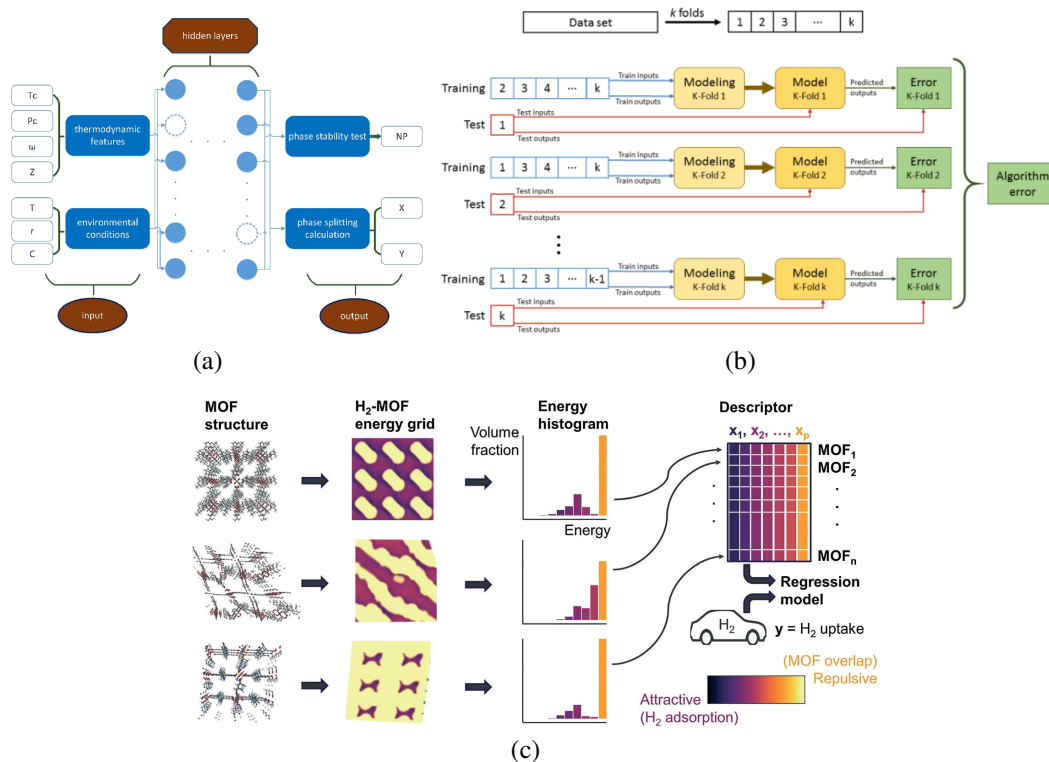 hidden layers
Tc
Pc
ω
Z
thermodynamic
features
T
r
C
environmental
conditions
input
phase stability test
NP
phase splitting
calculation
X
Y
output
(a)
Data set
k folds
1 2 3 ... k
Training 2 3 4 ... k
Train inputs
Train outputs
Modeling
K-Fold 1
Model
K-Fold 1
Predicted
outputs
Error
K-Fold 1
Test 1
Test inputs
Test outputs
Training 1 3 4 ... k
Train inputs
Train outputs
Modeling
K-Fold 2
Model
K-Fold 2
Predicted
outputs
Error
K-Fold 2
Test 2
Test inputs
Test outputs
Training 1 2 3 ... k-1
Train inputs
Train outputs
Modeling
K-Fold k
Model
K-Fold k
Predicted
outputs
Error
K-Fold k
Test k
Test inputs
Test outputs
Algorithm
error
(b)
MOF
structure
H₂-MOF
energy grid
Energy
histogram
Volume
fraction
Energy
Descriptor
x₁, x₂, ..., xₚ
MOF₁
MOF₂
MOFₙ
Regression
model
H₂
y = H₂ uptake
(MOF overlap)
Repulsive
Attractive
(H₂ adsorption)
(c)